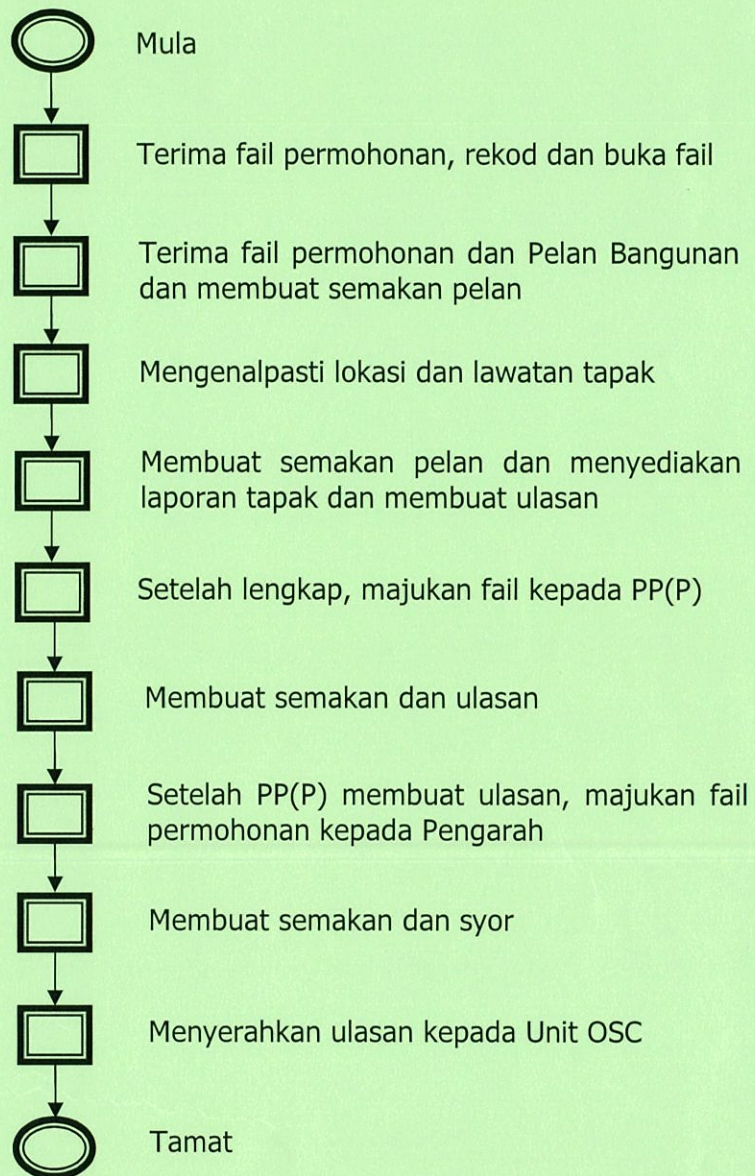 Mula
Terima fail permohonan, rekod dan buka fail
Terima fail permohonan dan Pelan Bangunan
dan membuat semakan pelan
Mengenalpasti lokasi dan lawatan tapak
Membuat semakan pelan dan menyediakan
laporan tapak dan membuat ulasan
Setelah lengkap, majukan fail kepada PP(P)
Membuat semakan dan ulasan
Setelah PP(P) membuat ulasan, majukan fail
permohonan kepada Pengarah
Membuat semakan dan syor
Menyerahkan ulasan kepada Unit OSC
Tamat